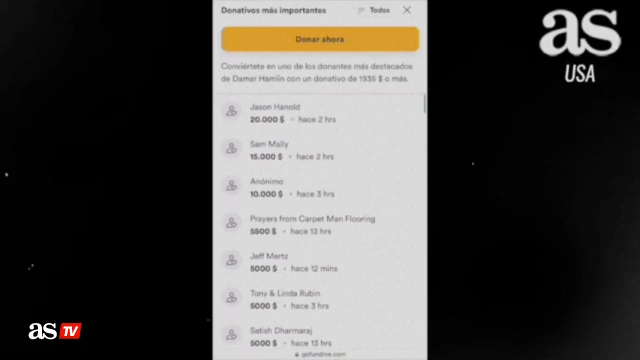 Donativos más importantes
Todos
Donar ahora
Conviértete en uno de los donantes más destacados
de Damar Hamlin con un donativo de 1935 $ o más.
Jason Hanold
20.000 $ • hace 2 hrs
Sam Mally
15.000 $ • hace 2 hrs
Anónimo
10.000 $ • hace 3 hrs
Prayers from Carpet Man Flooring
5500 $ • hace 13 hrs
Jeff Mertz
5000 $ • hace 12 mins
Tony & Linda Rubin
5000 $ • hace 3 hrs
Satish Dharmaraj
5000 $ • hace 13 hrs
gofundme.com
as
USA
as TV